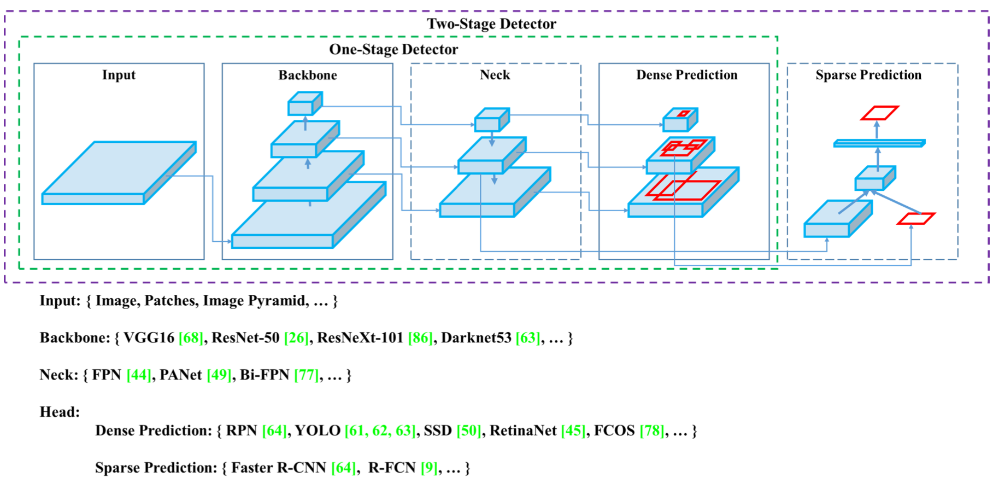 Two-Stage Detector
One-Stage Detector
Input
Backbone
Neck
Dense Prediction
Sparse Prediction
Input: { Image, Patches, Image Pyramid, … }
Backbone: { VGG16 [68], ResNet-50 [26], ResNeXt-101 [86], Darknet53 [63], … }
Neck: { FPN [44], PANet [49], Bi-FPN [77], … }
Head:
Dense Prediction: { RPN [64], YOLO [61, 62, 63], SSD [50], RetinaNet [45], FCOS [78], … }
Sparse Prediction: { Faster R-CNN [64], R-FCN [9], … }